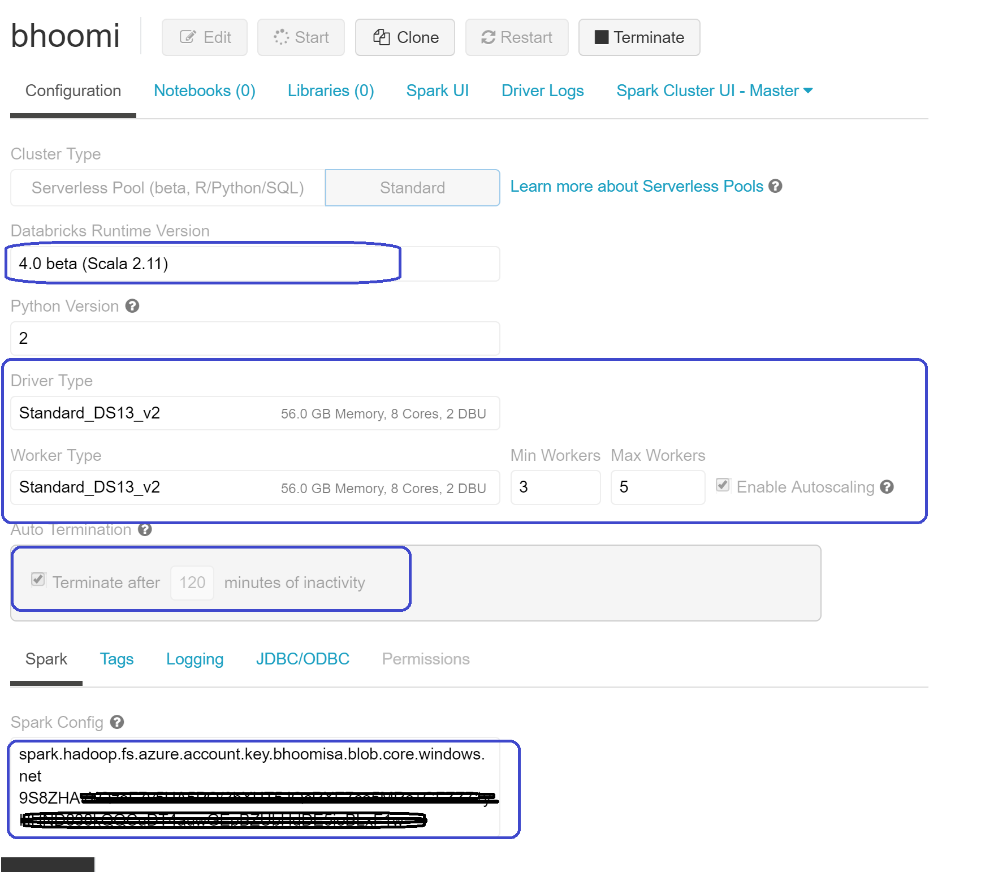 bhoomi Edit Start Clone Restart Terminate
Configuration Notebooks (0) Libraries (0) Spark UI Driver Logs Spark Cluster UI - Master
Cluster Type
Serverless Pool (beta, R/Python/SQL) Standard Learn more about Serverless Pools
Databricks Runtime Version
4.0 beta (Scala 2.11)
Python Version
2
Driver Type
Standard_DS13_v2 56.0 GB Memory, 8 Cores, 2 DBU
Worker Type Min Workers Max Workers
Standard_DS13_v2 56.0 GB Memory, 8 Cores, 2 DBU 3 5 Enable Autoscaling
Auto Termination
Terminate after 120 minutes of inactivity
Spark Tags Logging JDBC/ODBC Permissions
Spark Config
spark.hadoop.fs.azure.account.key.bhoomisa.blob.core.windows.
net